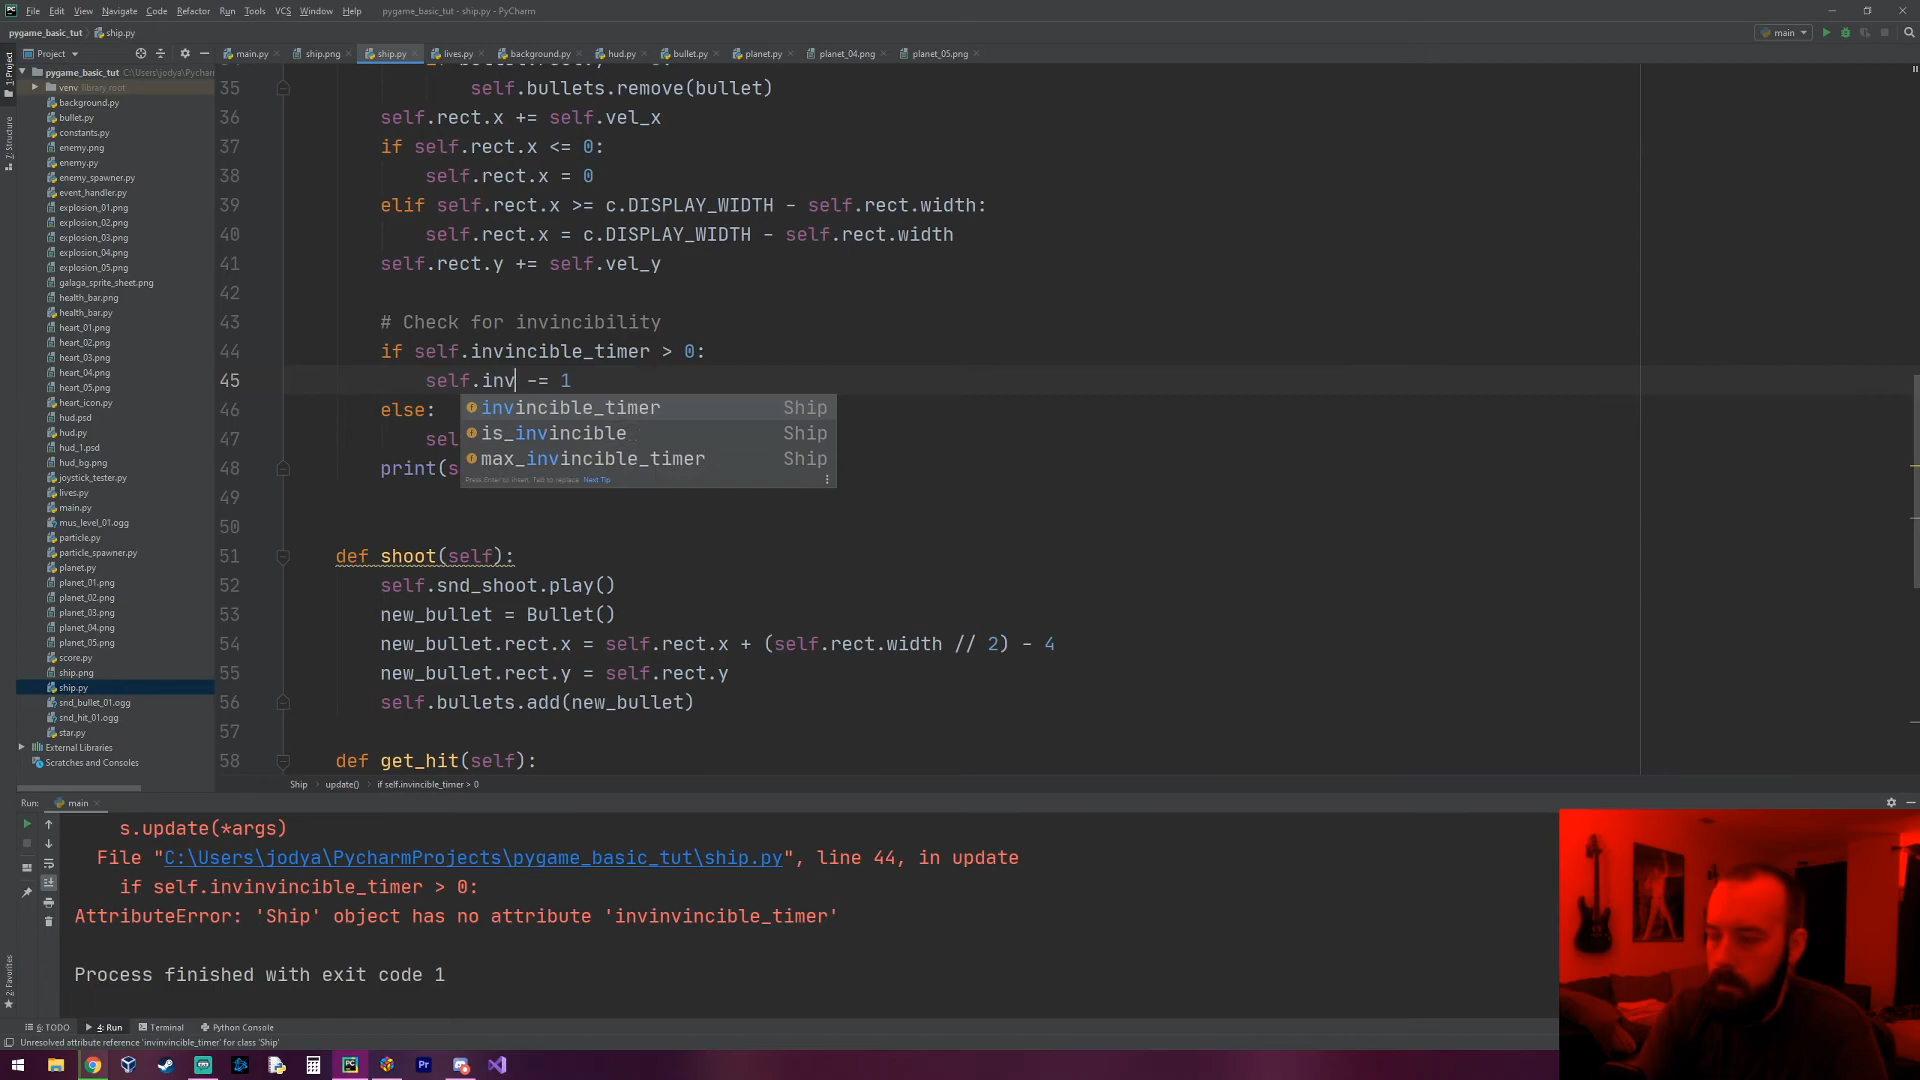 File Edit View Navigate Code Refactor Run Tools VCS Window Help pygame_basic_tut - ship.py - PyCharm
pygame_basic_tut ship.py main
Project main.py ship.png ship.py lives.py background.py hud.py bullet.py planet.py planet_04.png planet_05.png
pygame_basic_tut C:\Users\jodya\Pycharm
venv library root
background.py
bullet.py
constants.py
enemy.png
enemy.py
enemy_spawner.py
event_handler.py
explosion_01.png
explosion_02.png
explosion_03.png
explosion_04.png
explosion_05.png
galaga_sprite_sheet.png
health_bar.png
health_bar.py
heart_01.png
heart_02.png
heart_03.png
heart_04.png
heart_05.png
heart_icon.png
hud.psd
hud.py
hud_1.psd
hud_bg.png
joystick_tester.py
lives.py
main.py
mus_level_01.ogg
particle.py
particle_spawner.py
planet.py
planet_01.png
planet_02.png
planet_03.png
planet_04.png
planet_05.png
score.py
ship.png
ship.py
snd_bullet_01.ogg
snd_hit_01.ogg
star.py
External Libraries
Scratches and Consoles
1: Project
7: Structure
2: Favorites
35 self.bullets.remove(bullet)
36 self.rect.x += self.vel_x
37 if self.rect.x <= 0:
38 self.rect.x = 0
39 elif self.rect.x >= c.DISPLAY_WIDTH - self.rect.width:
40 self.rect.x = c.DISPLAY_WIDTH - self.rect.width
41 self.rect.y += self.vel_y
42
43 # Check for invincibility
44 if self.invincible_timer > 0:
45 self.inv -= 1
46 else:
47 sel
48 print(s
invincible_timer Ship
is_invincible Ship
max_invincible_timer Ship
Press Enter to insert, Tab to replace Next Tip
49
50
51 def shoot(self):
52 self.snd_shoot.play()
53 new_bullet = Bullet()
54 new_bullet.rect.x = self.rect.x + (self.rect.width // 2) - 4
55 new_bullet.rect.y = self.rect.y
56 self.bullets.add(new_bullet)
57
58 def get_hit(self):
Ship update() if self.invincible_timer > 0
Run: main
s.update(*args)
File "C:\Users\jodya\PycharmProjects\pygame_basic_tut\ship.py", line 44, in update
if self.invinvincible_timer > 0:
AttributeError: 'Ship' object has no attribute 'invinvincible_timer'
Process finished with exit code 1
6: TODO 4: Run Terminal Python Console
Unresolved attribute reference 'invinvincible_timer' for class 'Ship'